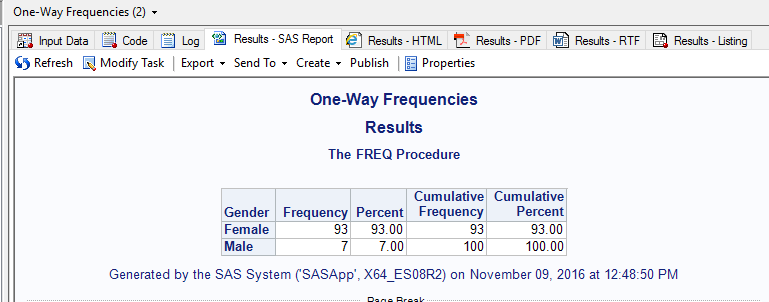 One-Way Frequencies (2)
Input Data Code Log Results - SAS Report Results - HTML Results - PDF Results - RTF Results - Listing
Refresh Modify Task Export Send To Create Publish Properties
One-Way Frequencies
Results
The FREQ Procedure
Gender Frequency Percent Cumulative Frequency Cumulative Percent
Female 93 93.00 93 93.00
Male 7 7.00 100 100.00
Generated by the SAS System ('SASApp', X64_ES08R2) on November 09, 2016 at 12:48:50 PM
Page Break